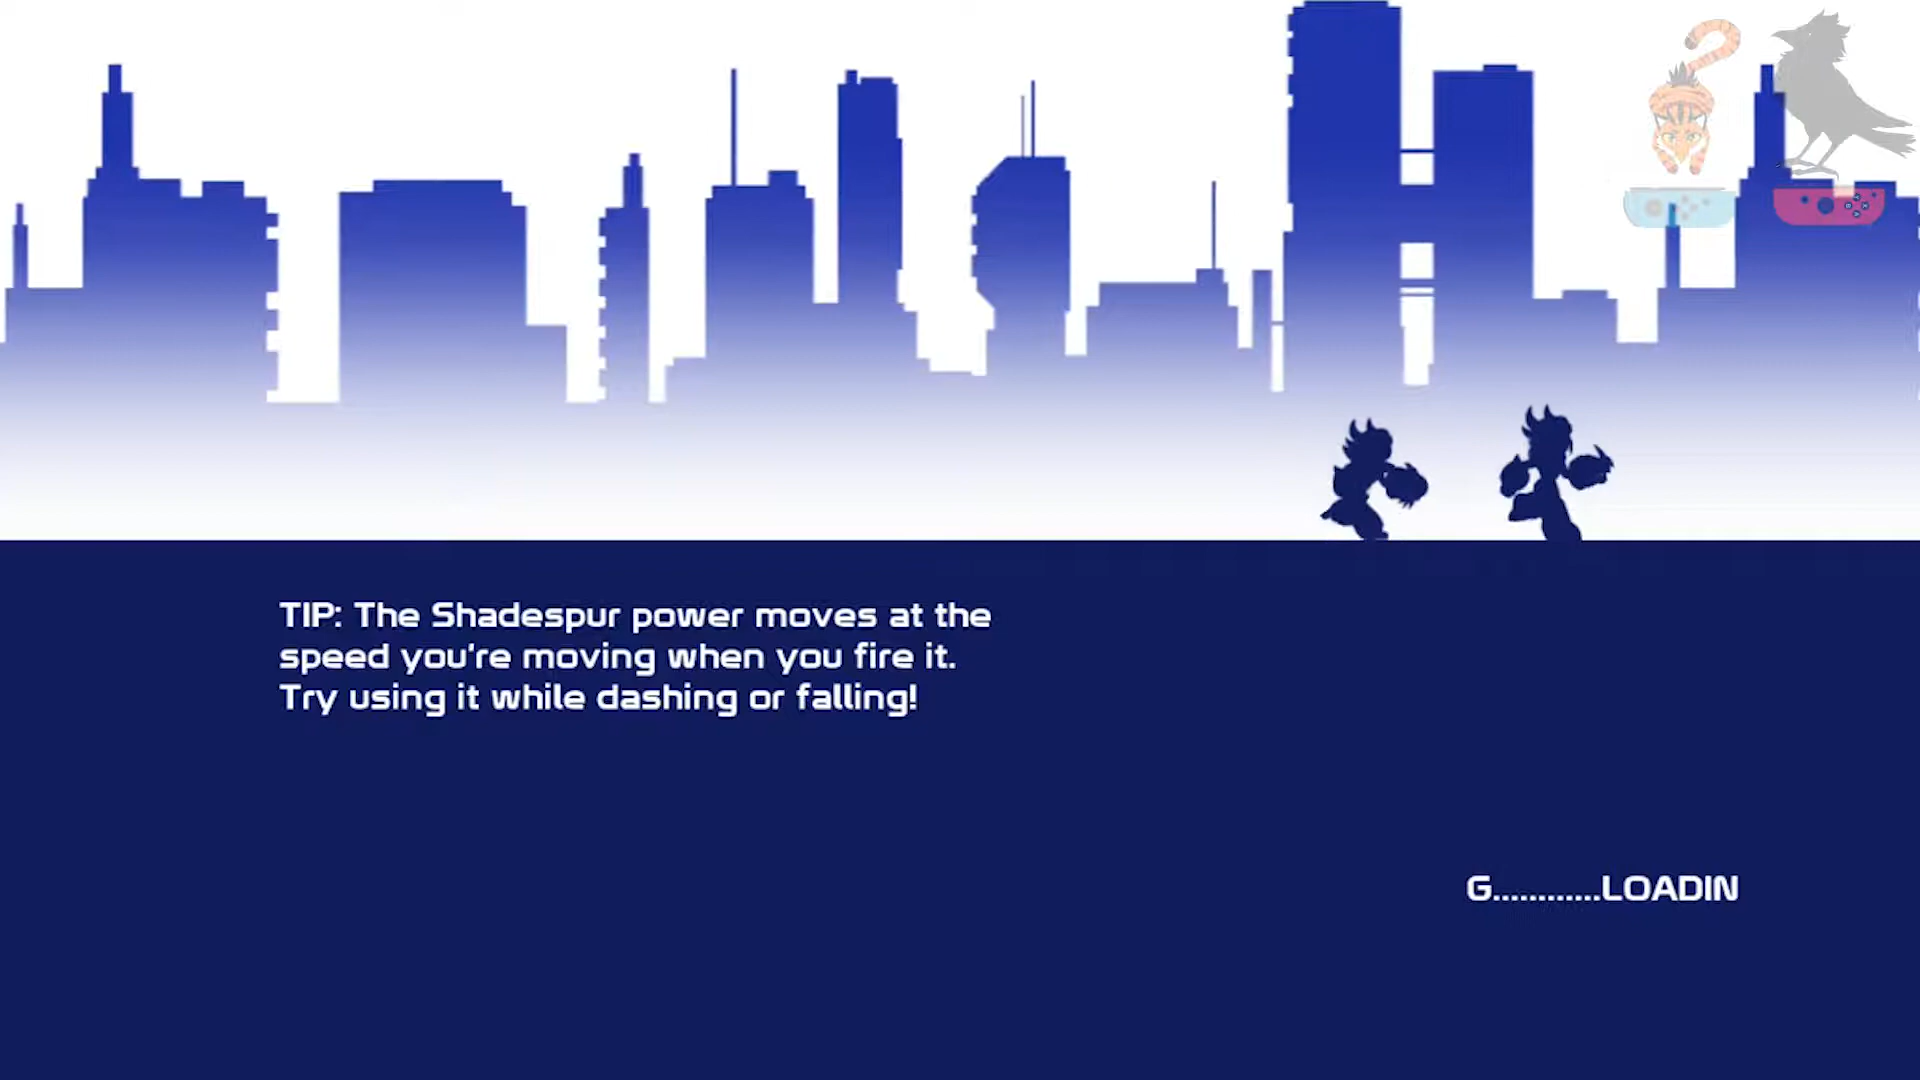 TIP: The Shadespur power moves at the
speed you're moving when you fire it.
Try using it while dashing or falling!
G............LOADIN